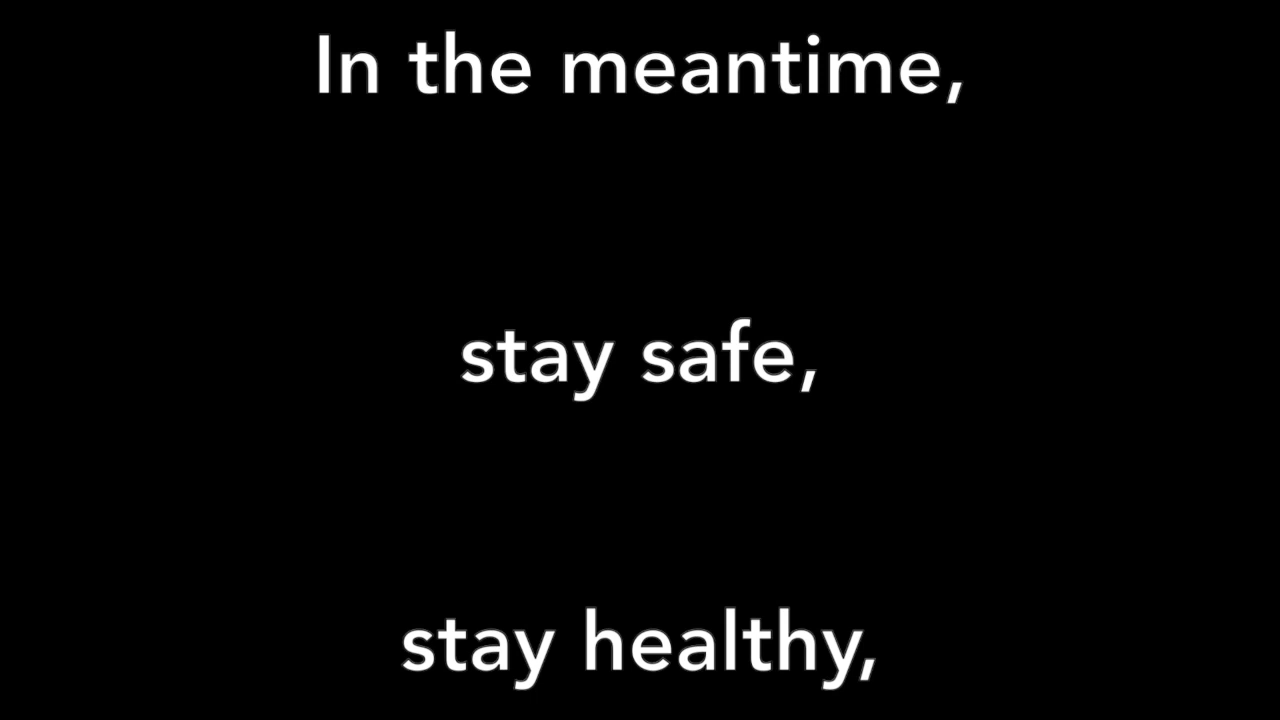 In the meantime,
stay safe,
stay healthy,